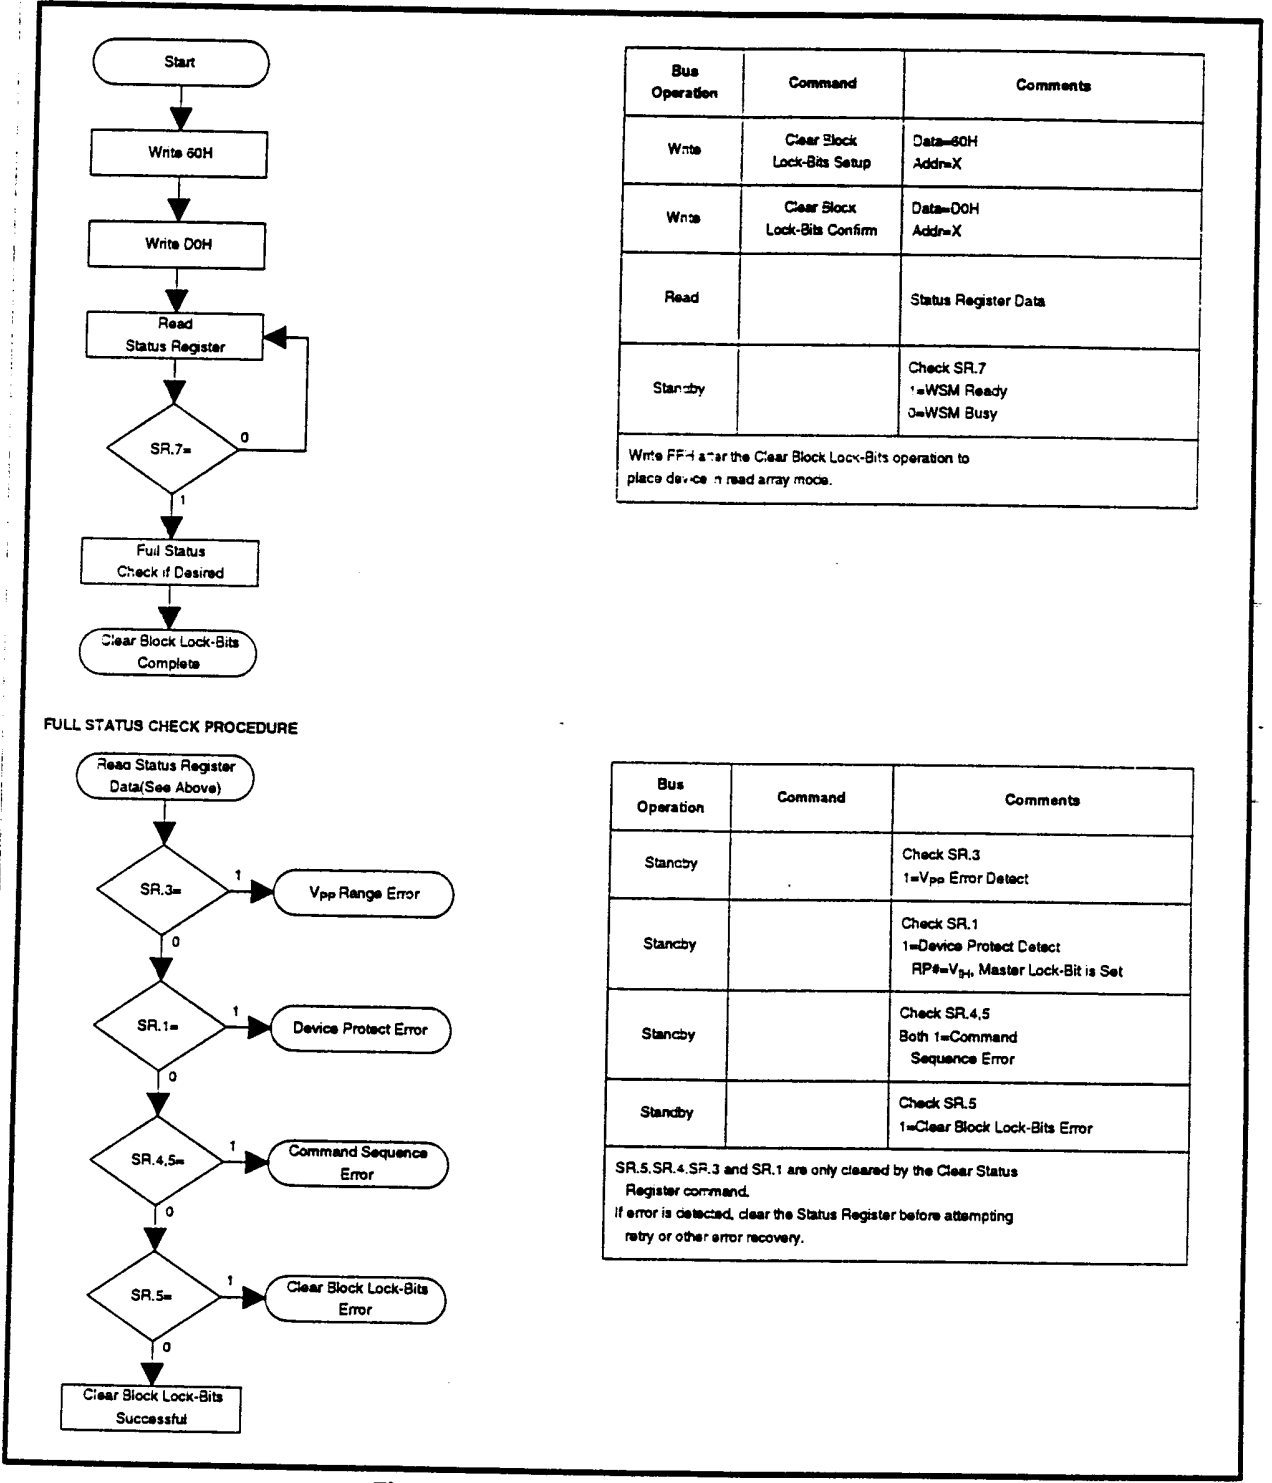 Start
Write 60H
Write D0H
Read
Status Register
SR.7=
0
1
Full Status
Check if Desired
Clear Block Lock-Bits
Complete
Bus
Operation
Command
Comments
Write
Clear Block
Lock-Bits Setup
Data=60H
Addr=X
Write
Clear Block
Lock-Bits Confirm
Data=D0H
Addr=X
Read
Status Register Data
Standby
Check SR.7
1=WSM Ready
0=WSM Busy
Write FFH after the Clear Block Lock-Bits operation to
place device in read array mode.
FULL STATUS CHECK PROCEDURE
Read Status Register
Data(See Above)
SR.3=
1
VPP Range Error
0
SR.1=
1
Device Protect Error
0
SR.4,5=
1
Command Sequence
Error
0
SR.5=
1
Clear Block Lock-Bits
Error
0
Clear Block Lock-Bits
Successful
Bus
Operation
Command
Comments
Standby
Check SR.3
1=VPP Error Detect
Standby
Check SR.1
1=Device Protect Detect
RP#=VIH, Master Lock-Bit is Set
Standby
Check SR.4,5
Both 1=Command
Sequence Error
Standby
Check SR.5
1=Clear Block Lock-Bits Error
SR.5,SR.4,SR.3 and SR.1 are only cleared by the Clear Status
Register command.
If error is detected, clear the Status Register before attempting
retry or other error recovery.